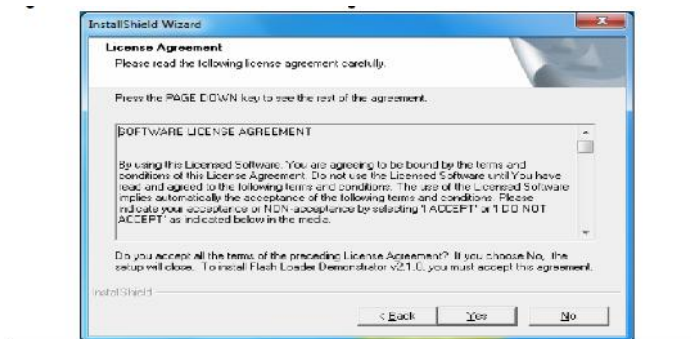 InstallShield Wizard
License Agreement
Please read the following license agreement carefully.
Press the PAGE DOWN key to see the rest of the agreement.
SOFTWARE LICENSE AGREEMENT
By using this Licensed Software, You are agreeing to be bound by the terms and
conditions of this License Agreement. Do not use the Licensed Software until You have
read and agreed to the following terms and conditions. The use of the Licensed Software
implies automatically the acceptance of the following terms and conditions. Please
indicate your acceptance or NON-acceptance by selecting 'I ACCEPT' or 'I DO NOT
ACCEPT' as indicated below in the media.
Do you accept all the terms of the preceding License Agreement? If you choose No, the
setup will close. To install Flash Loader Demonstrator v2.1.0, you must accept this agreement.
InstallShield
< Back
Yes
No